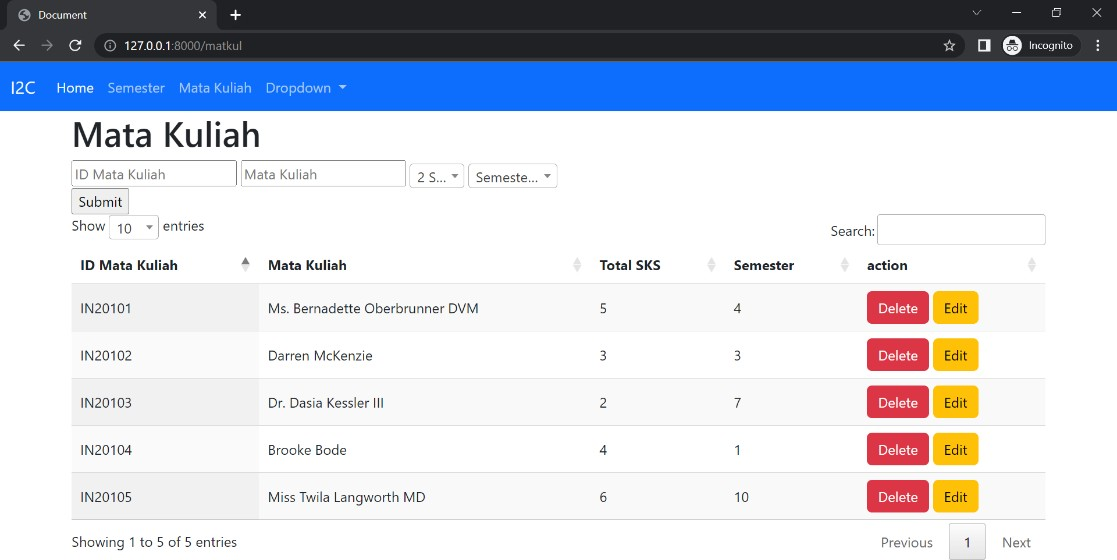 Document
127.0.0.1:8000/matkul
Incognito
I2C Home Semester Mata Kuliah Dropdown
Mata Kuliah
ID Mata Kuliah Mata Kuliah 2 S... Semeste...
Submit
Show 10 entries
Search:
ID Mata Kuliah Mata Kuliah Total SKS Semester action
IN20101 Ms. Bernadette Oberbrunner DVM 5 4 Delete Edit
IN20102 Darren McKenzie 3 3 Delete Edit
IN20103 Dr. Dasia Kessler III 2 7 Delete Edit
IN20104 Brooke Bode 4 1 Delete Edit
IN20105 Miss Twila Langworth MD 6 10 Delete Edit
Showing 1 to 5 of 5 entries Previous 1 Next